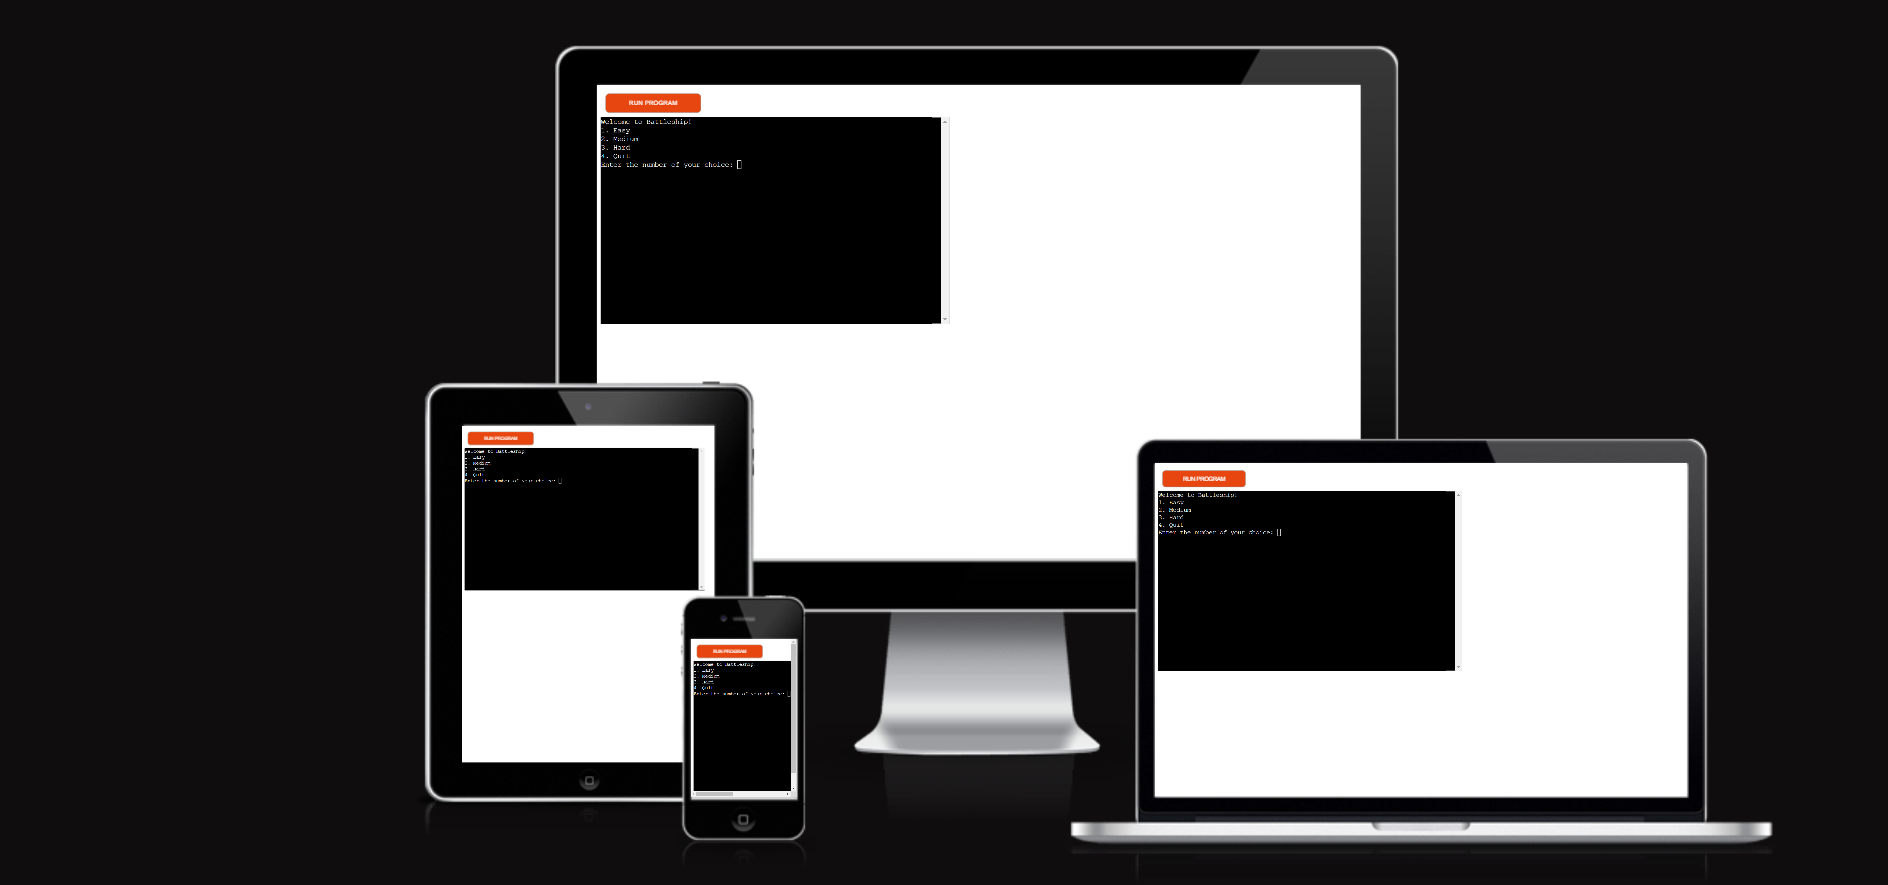 RUN PROGRAM
Welcome to Battleship!
1. Easy
2. Medium
3. Hard
4. Quit
Enter the number of your choice:
RUN PROGRAM
Welcome to Battleship!
1. Easy
2. Medium
3. Hard
4. Quit
Enter the number of your choice:
RUN PROGRAM
Welcome to Battleship!
1. Easy
2. Medium
3. Hard
4. Quit
Enter the number of your choice:
RUN PROGRAM
Welcome to Battleship!
1. Easy
2. Medium
3. Hard
4. Quit
Enter the number of your choice: